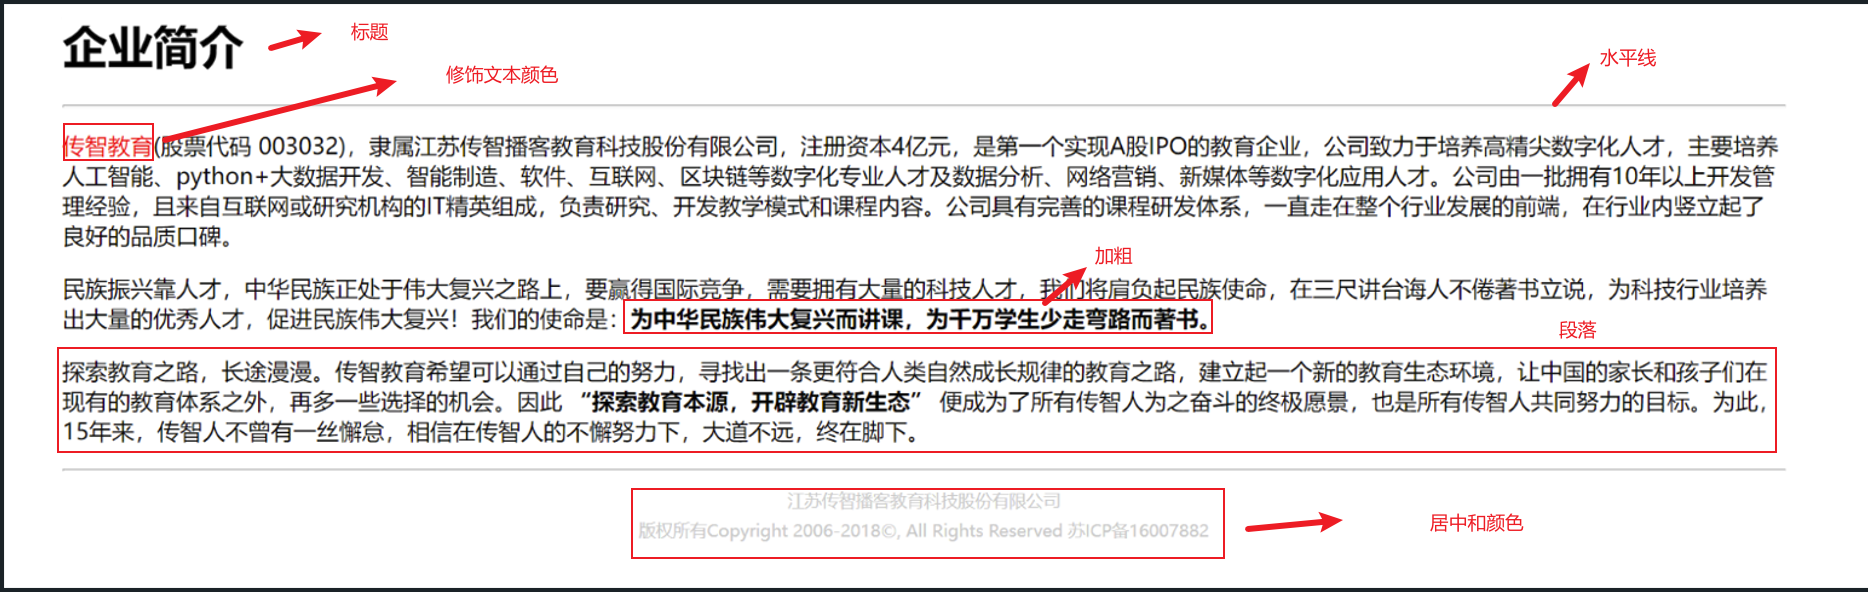 企业简介
标题
修饰文本颜色
水平线
传智教育(股票代码 003032)，隶属江苏传智播客教育科技股份有限公司，注册资本4亿元，是第一个实现A股IPO的教育企业，公司致力于培养高精尖数字化人才，主要培养
人工智能、python+大数据开发、智能制造、软件、互联网、区块链等数字化专业人才及数据分析、网络营销、新媒体等数字化应用人才。公司由一批拥有10年以上开发管
理经验，且来自互联网或研究机构的IT精英组成，负责研究、开发教学模式和课程内容。公司具有完善的课程研发体系，一直走在整个行业发展的前端，在行业内竖立起了
良好的品质口碑。
加粗
民族振兴靠人才，中华民族正处于伟大复兴之路上，要赢得国际竞争，需要拥有大量的科技人才，我们将肩负起民族使命，在三尺讲台诲人不倦著书立说，为科技行业培养
出大量的优秀人才，促进民族伟大复兴！我们的使命是：为中华民族伟大复兴而讲课，为千万学生少走弯路而著书。
段落
探索教育之路，长途漫漫。传智教育希望可以通过自己的努力，寻找出一条更符合人类自然成长规律的教育之路，建立起一个新的教育生态环境，让中国的家长和孩子们在
现有的教育体系之外，再多一些选择的机会。因此 “探索教育本源，开辟教育新生态” 便成为了所有传智人为之奋斗的终极愿景，也是所有传智人共同努力的目标。为此，
15年来，传智人不曾有一丝懈怠，相信在传智人的不懈努力下，大道不远，终在脚下。
江苏传智播客教育科技股份有限公司
版权所有Copyright 2006-2018©, All Rights Reserved 苏ICP备16007882
居中和颜色